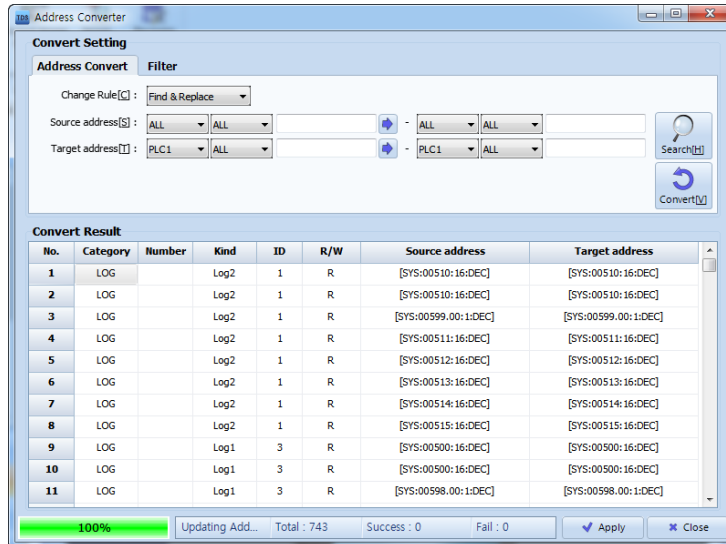 TDS Address Converter
Convert Setting
Address Convert Filter
Change Rule[C] : Find & Replace
Source address[S] : ALL ALL - ALL ALL
Target address[T] : PLC1 ALL - PLC1 ALL
Search[H]
Convert[V]
Convert Result
No. Category Number Kind ID R/W Source address Target address
1 LOG Log2 1 R [SYS:00510:16:DEC] [SYS:00510:16:DEC]
2 LOG Log2 1 R [SYS:00510:16:DEC] [SYS:00510:16:DEC]
3 LOG Log2 1 R [SYS:00599.00:1:DEC] [SYS:00599.00:1:DEC]
4 LOG Log2 1 R [SYS:00511:16:DEC] [SYS:00511:16:DEC]
5 LOG Log2 1 R [SYS:00512:16:DEC] [SYS:00512:16:DEC]
6 LOG Log2 1 R [SYS:00513:16:DEC] [SYS:00513:16:DEC]
7 LOG Log2 1 R [SYS:00514:16:DEC] [SYS:00514:16:DEC]
8 LOG Log2 1 R [SYS:00515:16:DEC] [SYS:00515:16:DEC]
9 LOG Log1 3 R [SYS:00500:16:DEC] [SYS:00500:16:DEC]
10 LOG Log1 3 R [SYS:00500:16:DEC] [SYS:00500:16:DEC]
11 LOG Log1 3 R [SYS:00598.00:1:DEC] [SYS:00598.00:1:DEC]
100% Updating Add... Total : 743 Success : 0 Fail : 0 Apply Close